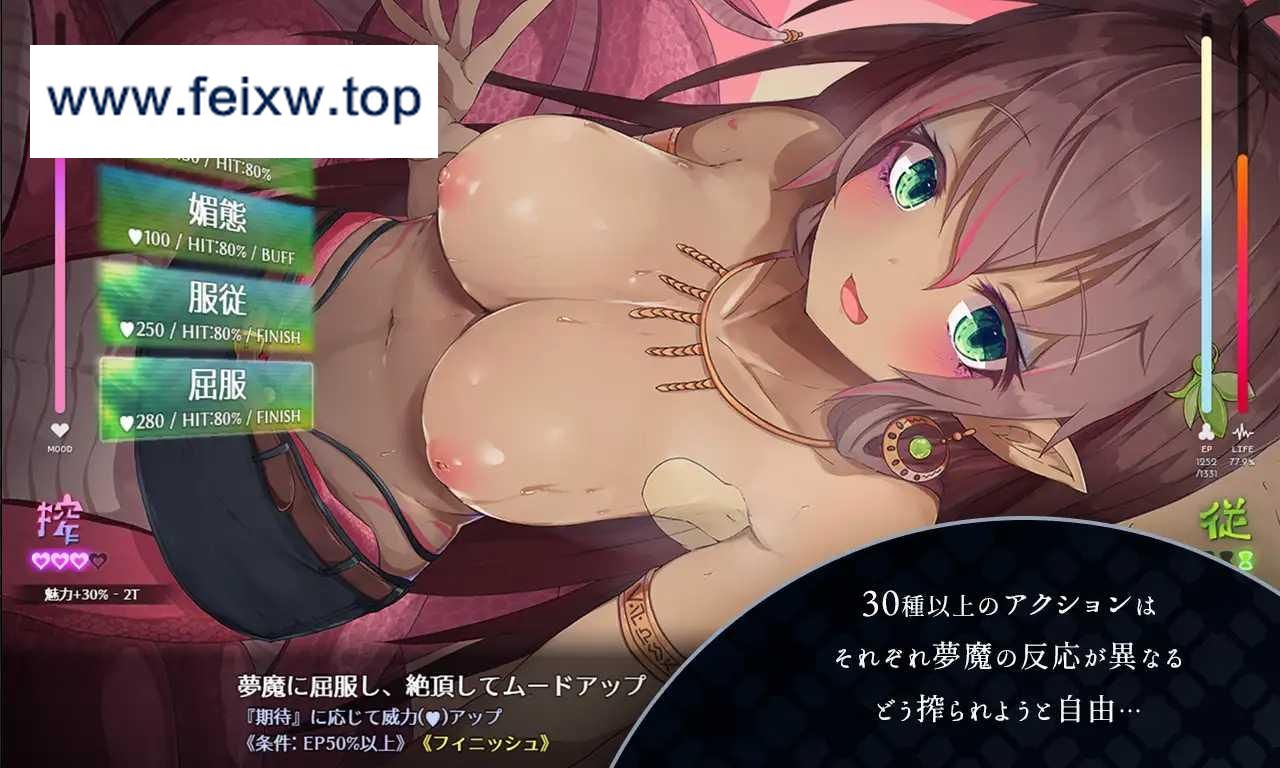 www.feixw.top
/ HIT:80%
媚態
♥100 / HIT:80% / BUFF
服従
♥250 / HIT:80% / FINISH
屈服
♥280 / HIT:80% / FINISH
MOOD
搾
魅力+30% - 2T
EP
1252
/1331
LIFE
77.9%
従
夢魔に屈服し、絶頂してムードアップ
『期待』に応じて威力(♥)アップ
《条件: EP50%以上》《フィニッシュ》
30種以上のアクションは
それぞれ夢魔の反応が異なる
どう搾られようと自由…